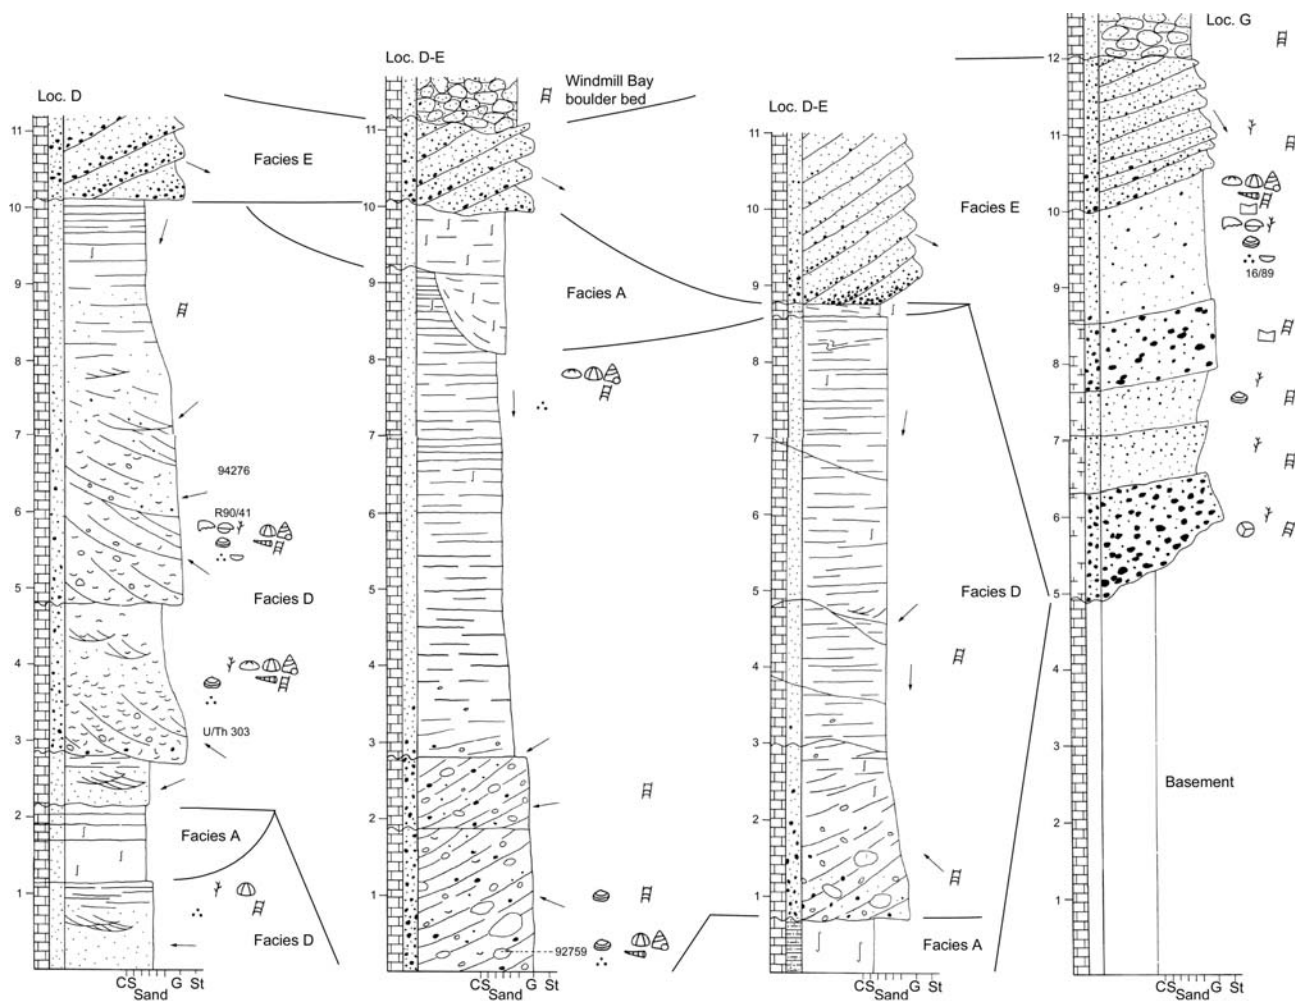 Loc. D
11
10
9
8
7
6
5
4
3
2
1
Facies E
94276
R90/41
Facies D
U/Th 303
Facies A
Facies D
CS G St
Sand
Loc. D-E
Windmill Bay
boulder bed
11
10
9
8
7
6
5
4
3
2
1
Facies A
92759
CS G St
Sand
Loc. D-E
11
10
9
8
7
6
5
4
3
2
1
Facies E
Facies D
Facies A
CS G St
Sand
Loc. G
12
11
10
9
8
7
6
5
4
3
2
1
16/89
Basement
CS G St
Sand